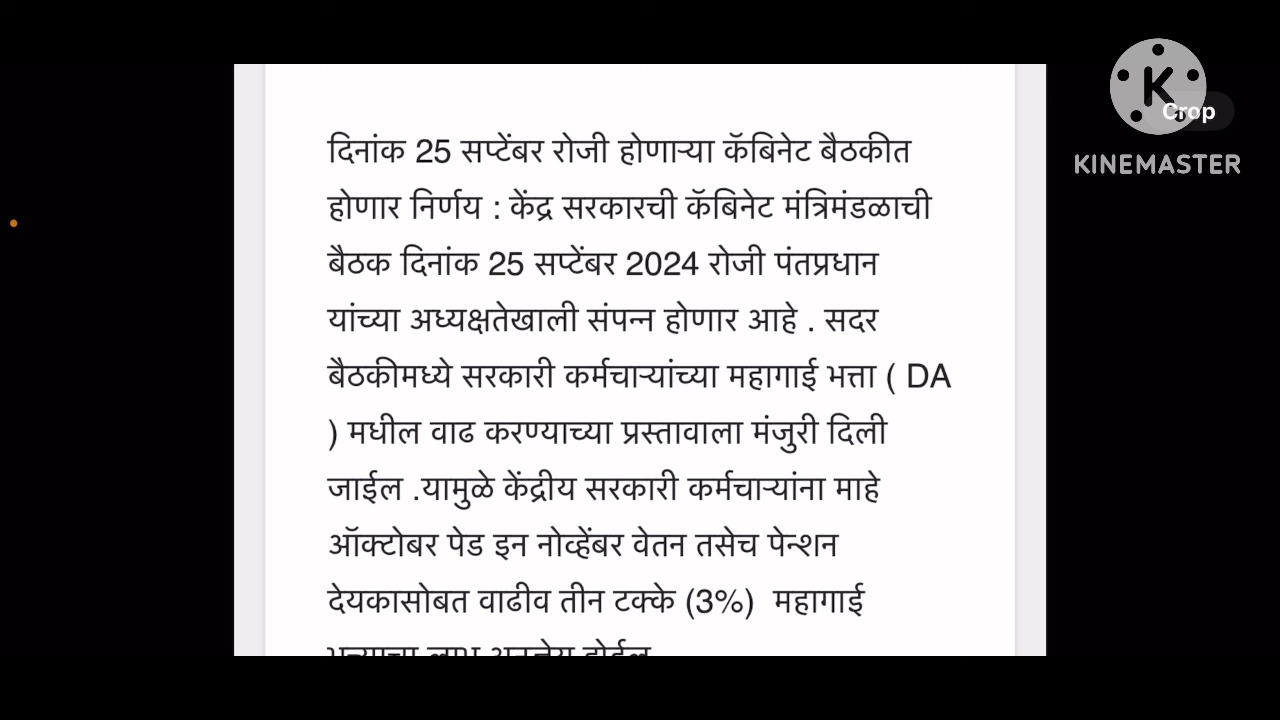 दिनांक 25 सप्टेंबर रोजी होणाऱ्या कॅबिनेट बैठकीत
होणार निर्णय : केंद्र सरकारची कॅबिनेट मंत्रिमंडळाची
बैठक दिनांक 25 सप्टेंबर 2024 रोजी पंतप्रधान
यांच्या अध्यक्षतेखाली संपन्न होणार आहे . सदर
बैठकीमध्ये सरकारी कर्मचाऱ्यांच्या महागाई भत्ता ( DA
) मधील वाढ करण्याच्या प्रस्तावाला मंजुरी दिली
जाईल .यामुळे केंद्रीय सरकारी कर्मचाऱ्यांना माहे
ऑक्टोबर पेड इन नोव्हेंबर वेतन तसेच पेन्शन
देयकासोबत वाढीव तीन टक्के (3%) महागाई
K
Crop
KINEMASTER